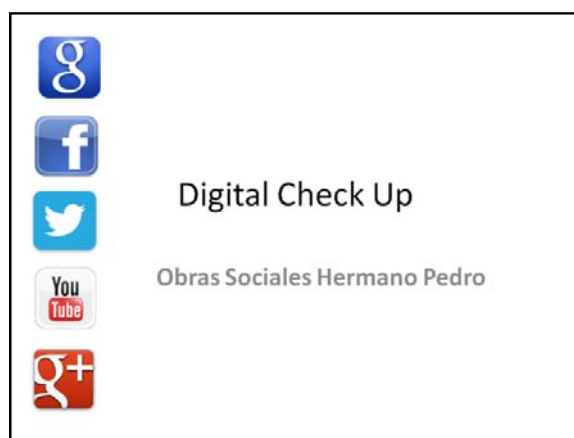 g
f
Digital Check Up
Obras Sociales Hermano Pedro
You
Tube
g+